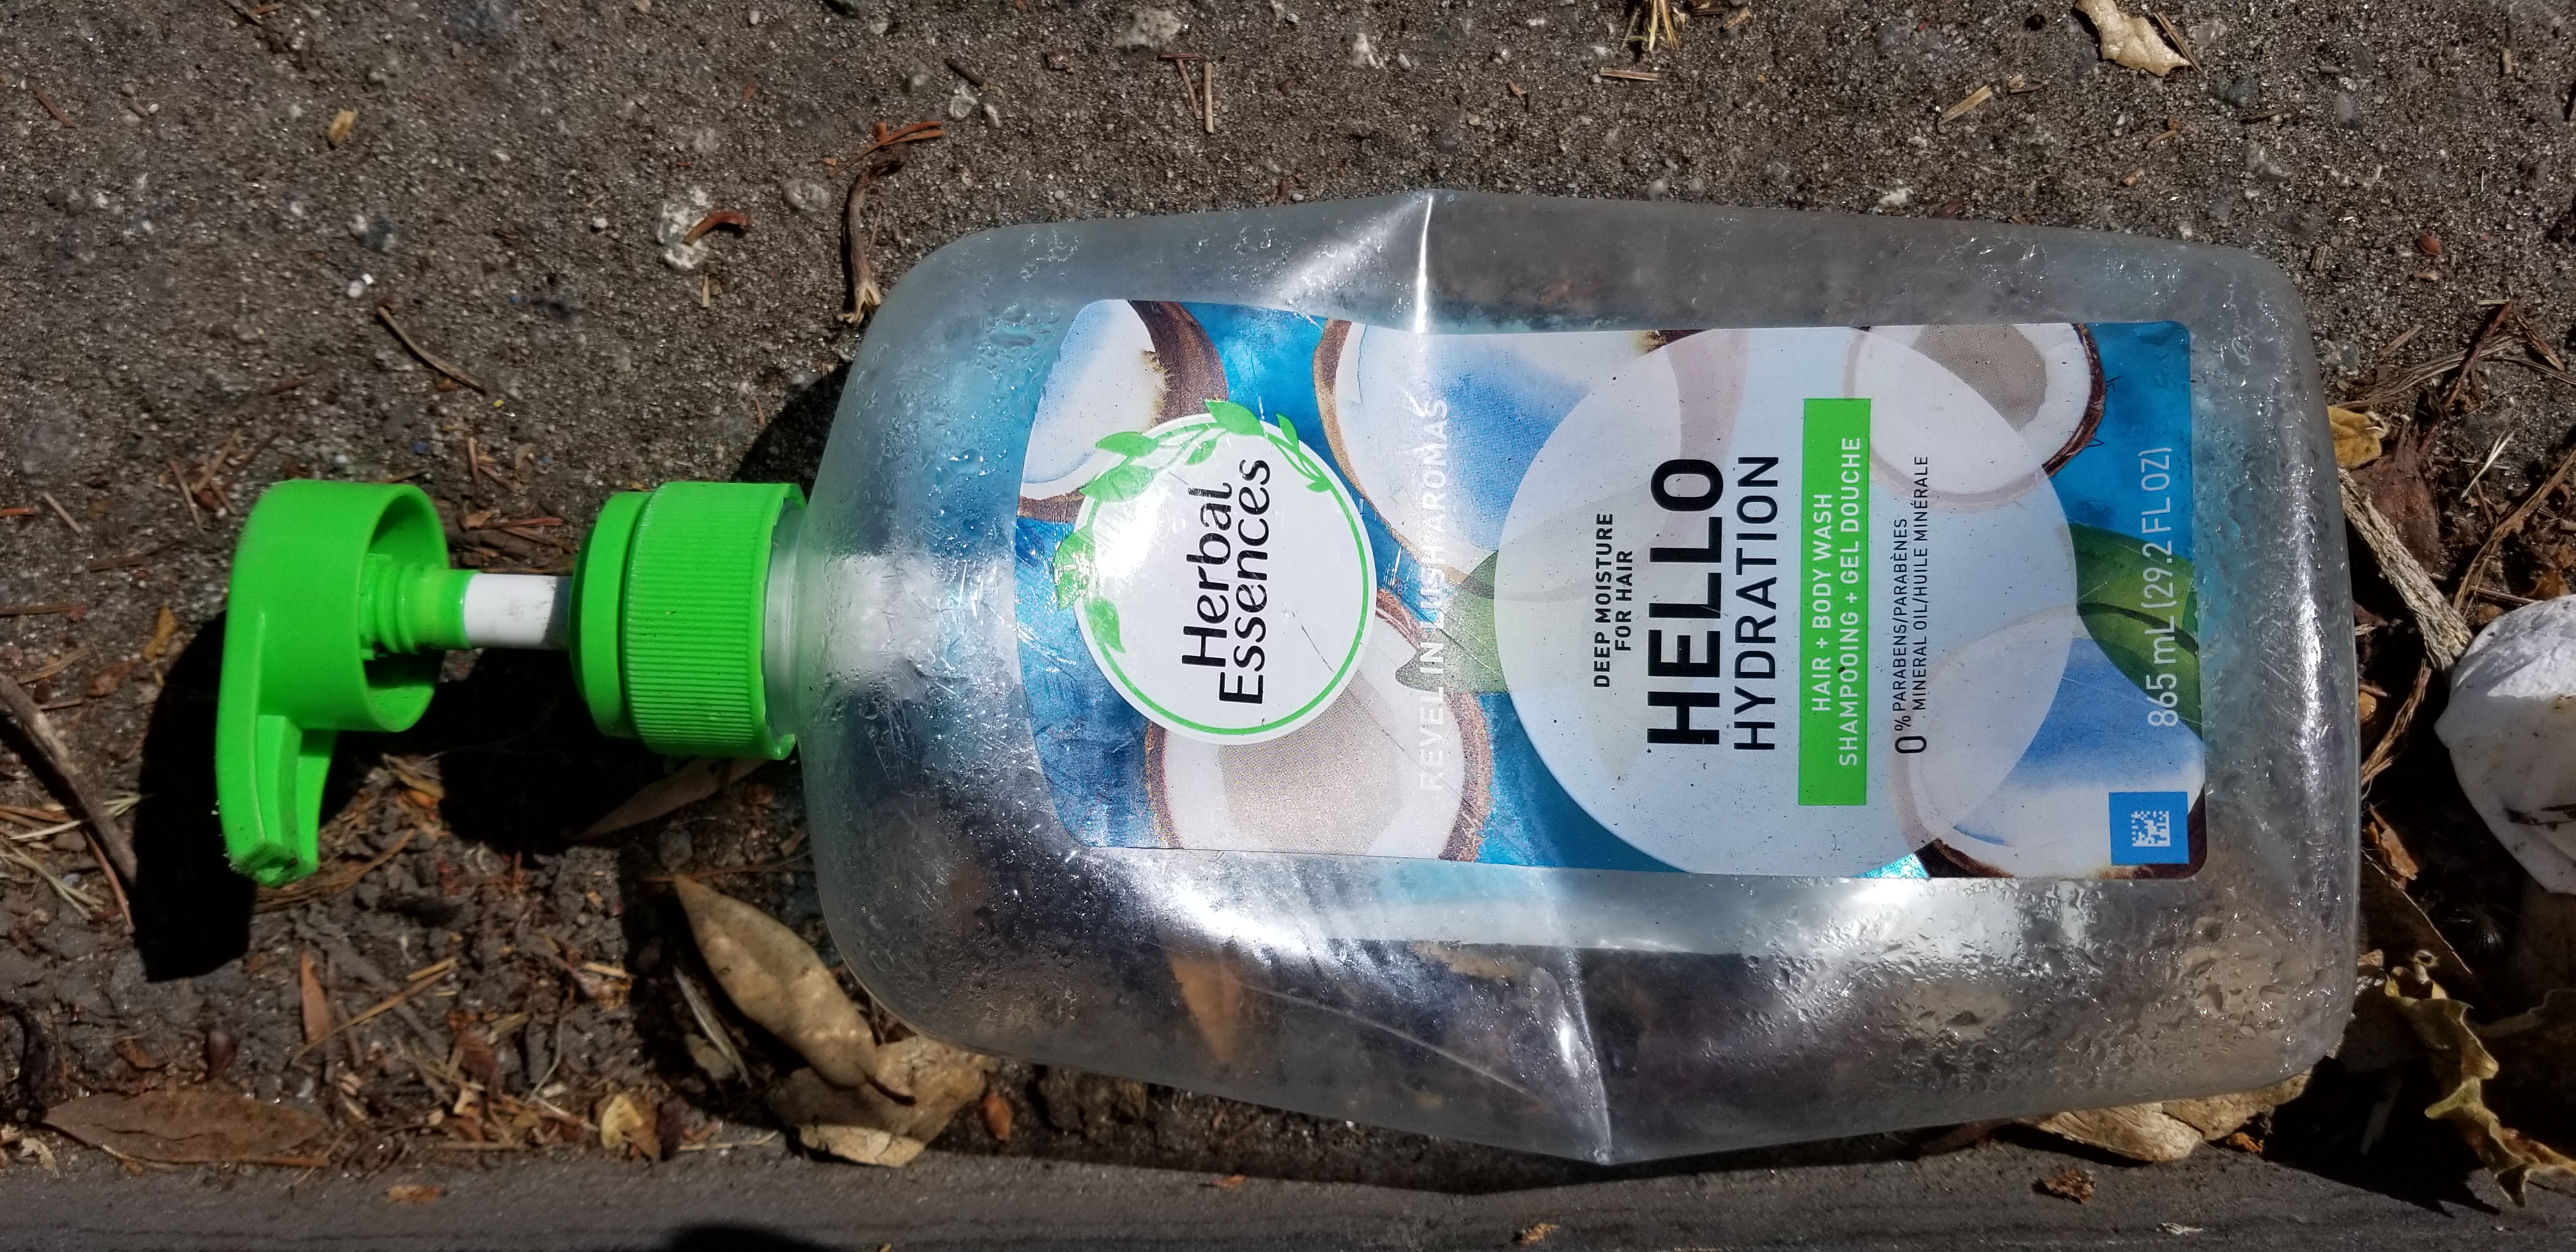 Herbal
Essences
REVEL IN LUSH AROMAS
DEEP MOISTURE
FOR HAIR
HELLO
HYDRATION
HAIR + BODY WASH
SHAMPOOING + GEL DOUCHE
0% PARABENS/PARABÈNES
MINERAL OIL/HUILE MINÉRALE
865 mL (29.2 FL OZ)